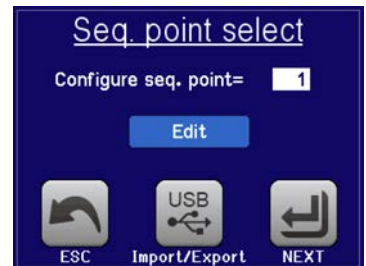 Seq. point select
Configure seq. point= 1
Edit
USB
ESC Import/Export NEXT